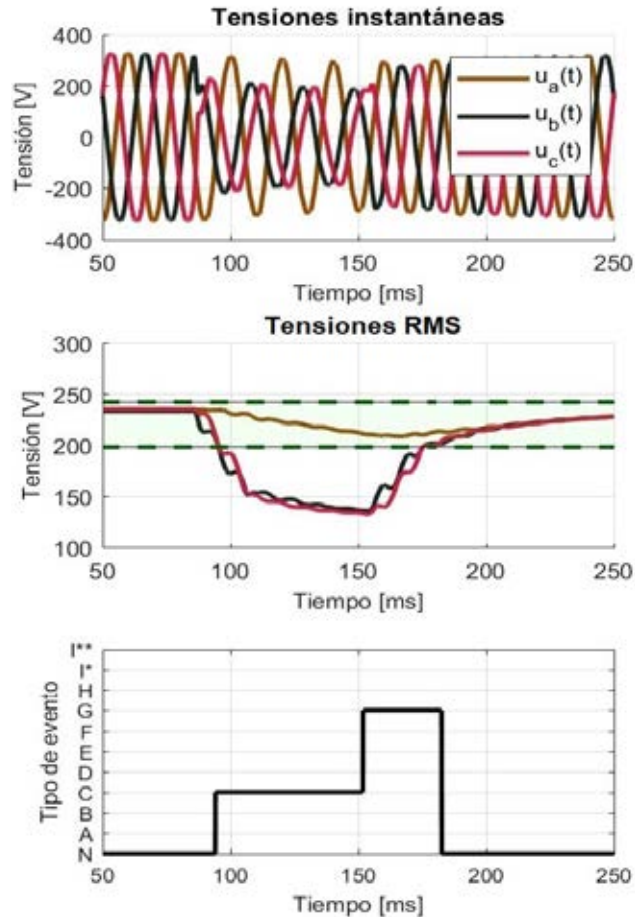 Tensiones instantáneas
Tensión [V]
400
200
0
-200
-400
u_a(t)
u_b(t)
u_c(t)
50 100 150 200 250
Tiempo [ms]
Tensiones RMS
Tensión [V]
300
250
200
150
100
50 100 150 200 250
Tiempo [ms]
Tipo de evento
I**
I*
H
G
F
E
D
C
B
A
N
50 100 150 200 250
Tiempo [ms]